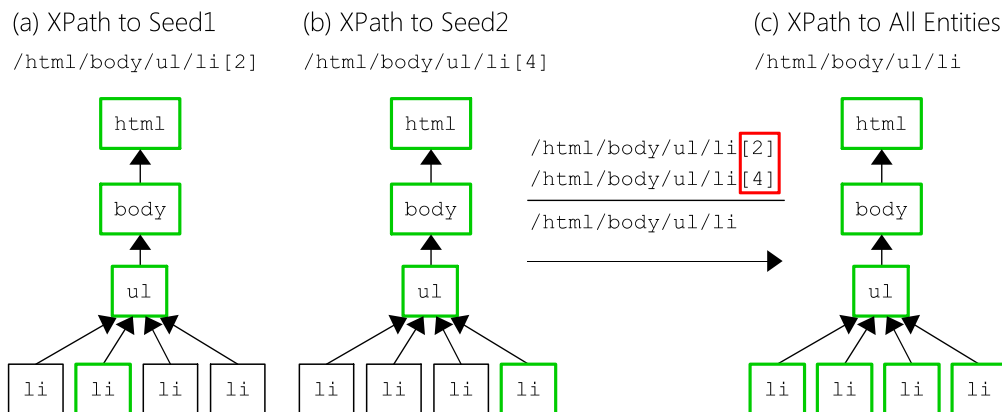 (a) XPath to Seed1
/html/body/ul/li[2]
html
body
ul
li li li li
(b) XPath to Seed2
/html/body/ul/li[4]
html
body
ul
li li li li
/html/body/ul/li[2]
/html/body/ul/li[4]
/html/body/ul/li
(c) XPath to All Entities
/html/body/ul/li
html
body
ul
li li li li